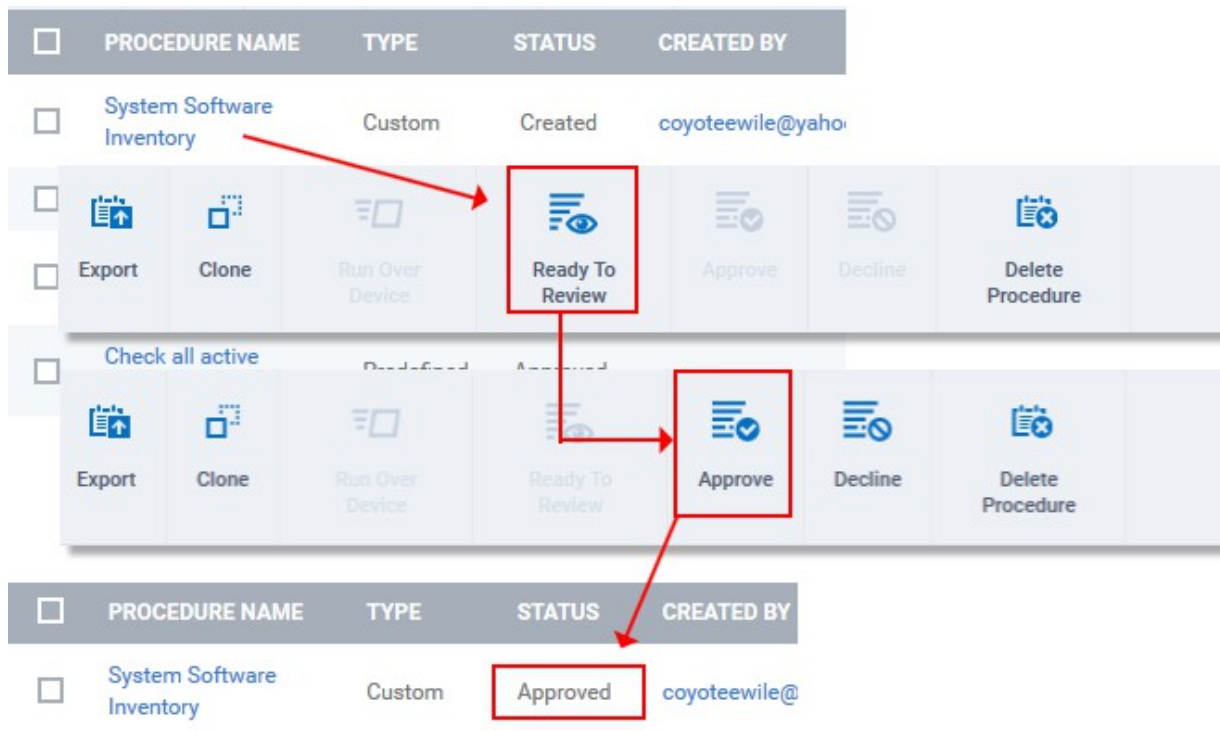 PROCEDURE NAME TYPE STATUS CREATED BY
System Software
Inventory
Custom Created coyoteewile@yaho
Export Clone Run Over
Device
Ready To
Review
Approve Decline Delete
Procedure
Check all active
Predefined Approved
Export Clone Run Over
Device
Ready To
Review
Approve Decline Delete
Procedure
PROCEDURE NAME TYPE STATUS CREATED BY
System Software
Inventory
Custom Approved coyoteewile@